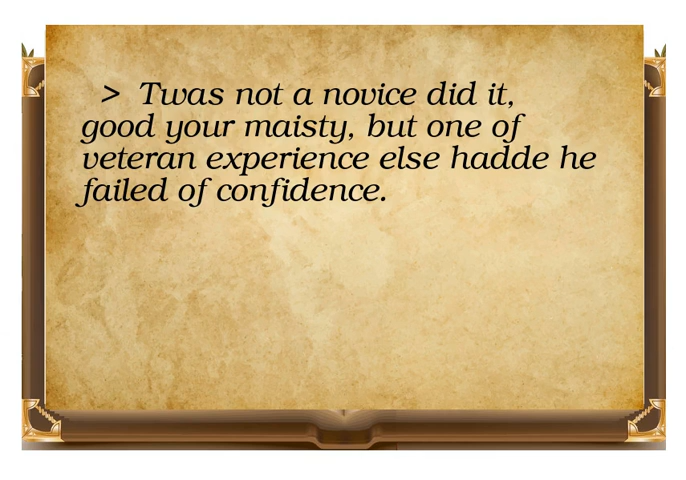 > Twas not a novice did it,
good your maisty, but one of
veteran experience else hadde he
failed of confidence.